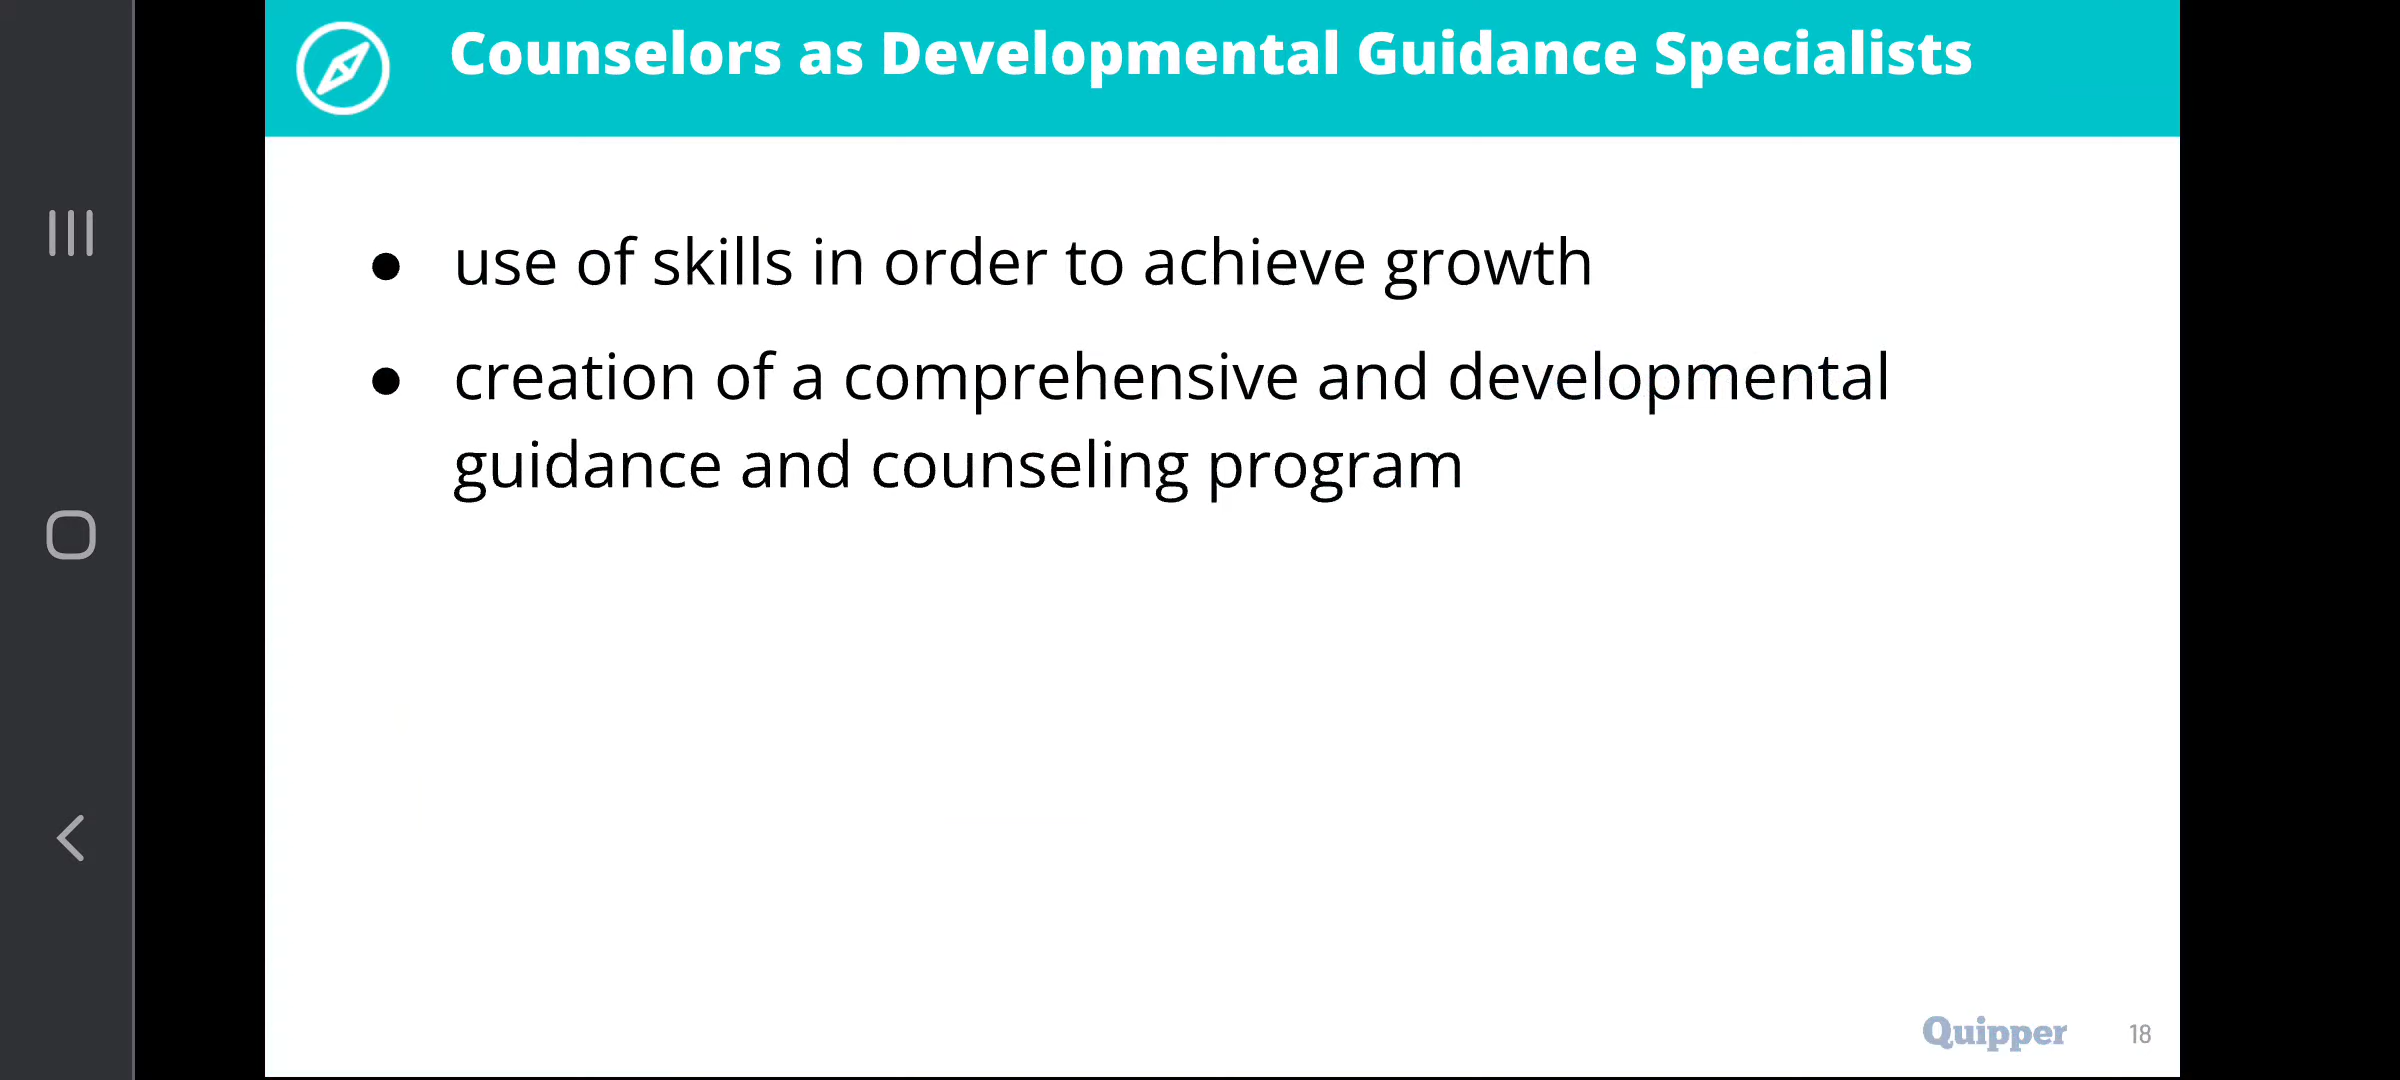 Counselors as Developmental Guidance Specialists
● use of skills in order to achieve growth
● creation of a comprehensive and developmental
guidance and counseling program
Quipper 18